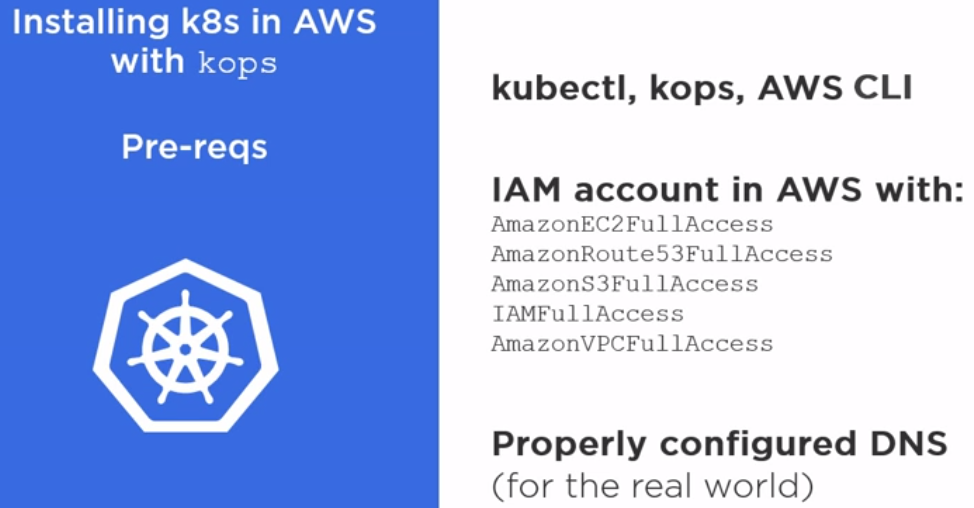 Installing k8s in AWS
with kops
Pre-reqs
kubectl, kops, AWS CLI
IAM account in AWS with:
AmazonEC2FullAccess
AmazonRoute53FullAccess
AmazonS3FullAccess
IAMFullAccess
AmazonVPCFullAccess
Properly configured DNS
(for the real world)